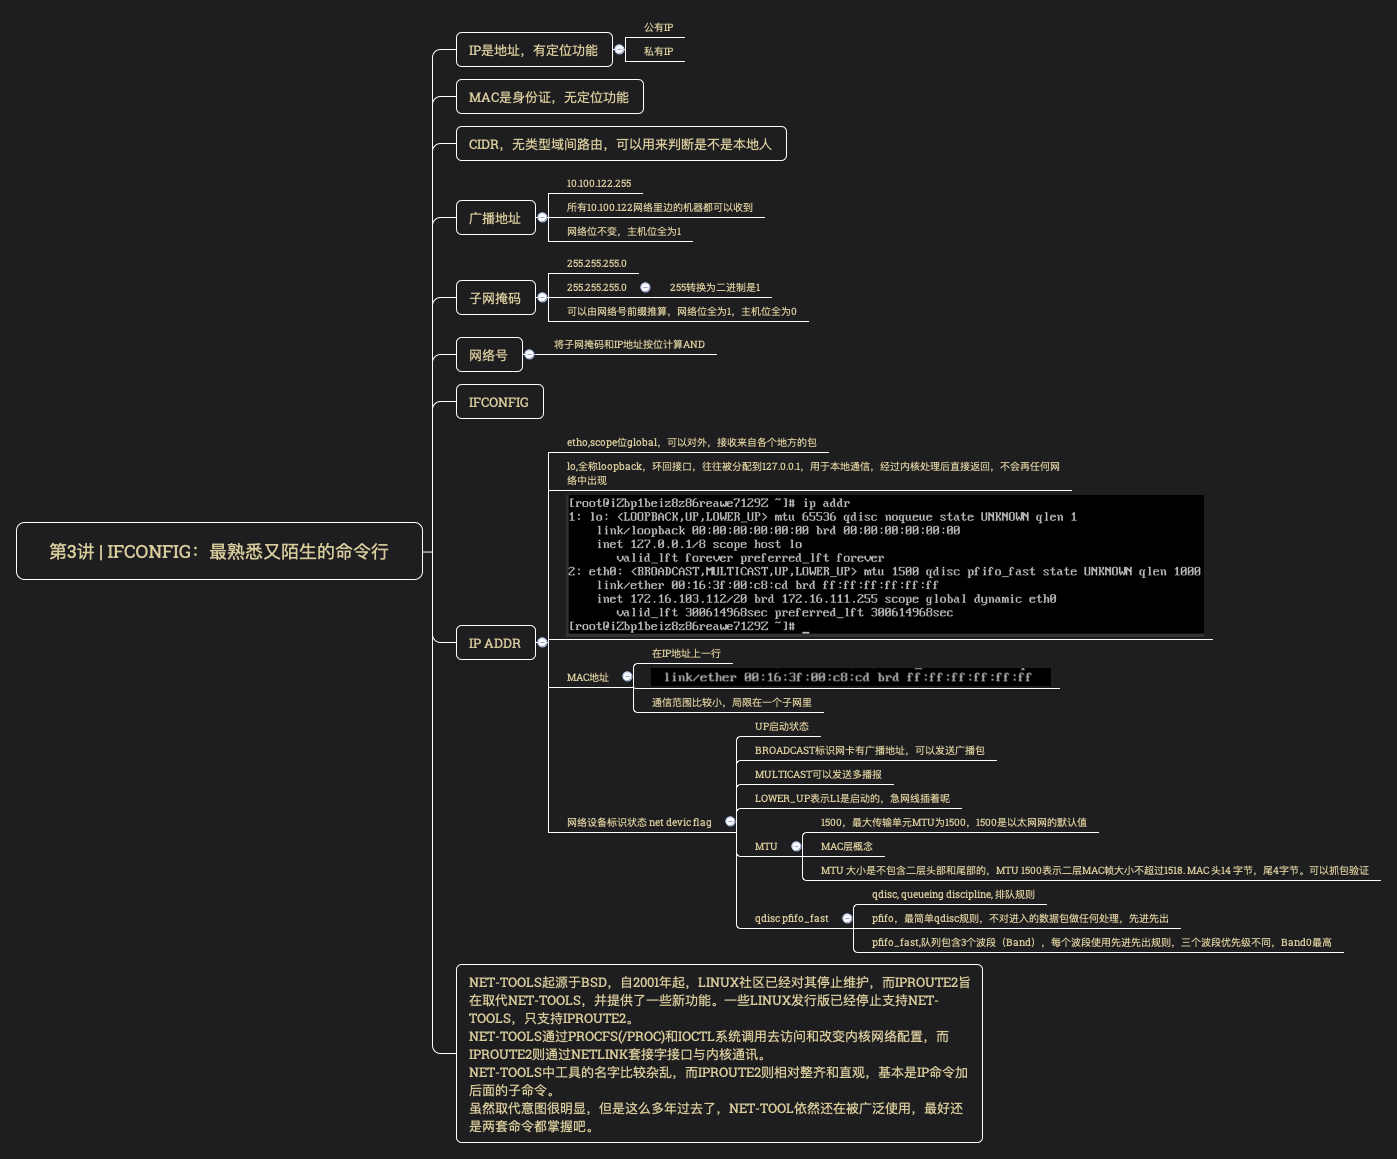 第3讲 | IFCONFIG：最熟悉又陌生的命令行
IP是地址，有定位功能
公有IP
私有IP
MAC是身份证，无定位功能
CIDR，无类型域间路由，可以用来判断是不是本地人
广播地址
10.100.122.255
所有10.100.122网络里边的机器都可以收到
网络位不变，主机位全为1
子网掩码
255.255.255.0
255.255.255.0
255转换为二进制是1
可以由网络号前缀推算，网络位全为1，主机位全为0
网络号
将子网掩码和IP地址按位计算AND
IFCONFIG
IP ADDR
etho,scope位global，可以对外，接收来自各个地方的包
lo,全称loopback，环回接口，往往被分配到127.0.0.1，用于本地通信，经过内核处理后直接返回，不会再任何网
络中出现
[root@iZbp1beiz8z86reawe7129Z ~]# ip addr
1: lo: <LOOPBACK,UP,LOWER_UP> mtu 65536 qdisc noqueue state UNKNOWN qlen 1
link/loopback 00:00:00:00:00:00 brd 00:00:00:00:00:00
inet 127.0.0.1/8 scope host lo
valid_lft forever preferred_lft forever
2: eth0: <BROADCAST,MULTICAST,UP,LOWER_UP> mtu 1500 qdisc pfifo_fast state UNKNOWN qlen 1000
link/ether 00:16:3f:00:c8:cd brd ff:ff:ff:ff:ff:ff
inet 172.16.103.112/20 brd 172.16.111.255 scope global dynamic eth0
valid_lft 300614968sec preferred_lft 300614968sec
[root@iZbp1beiz8z86reawe7129Z ~]# _
MAC地址
在IP地址上一行
link/ether 00:16:3f:00:c8:cd brd ff:ff:ff:ff:ff:ff
通信范围比较小，局限在一个子网里
网络设备标识状态 net devic flag
UP启动状态
BROADCAST标识网卡有广播地址，可以发送广播包
MULTICAST可以发送多播报
LOWER_UP表示L1是启动的，急网线插着呢
MTU
1500，最大传输单元MTU为1500，1500是以太网网的默认值
MAC层概念
MTU 大小是不包含二层头部和尾部的，MTU 1500表示二层MAC帧大小不超过1518. MAC 头14 字节，尾4字节。可以抓包验证
qdisc pfifo_fast
qdisc, queueing discipline, 排队规则
pfifo，最简单qdisc规则，不对进入的数据包做任何处理，先进先出
pfifo_fast,队列包含3个波段（Band），每个波段使用先进先出规则，三个波段优先级不同，Band0最高
NET-TOOLS起源于BSD，自2001年起，LINUX社区已经对其停止维护，而IPROUTE2旨
在取代NET-TOOLS，并提供了一些新功能。一些LINUX发行版已经停止支持NET-
TOOLS，只支持IPROUTE2。
NET-TOOLS通过PROCFS(/PROC)和IOCTL系统调用去访问和改变内核网络配置，而
IPROUTE2则通过NETLINK套接字接口与内核通讯。
NET-TOOLS中工具的名字比较杂乱，而IPROUTE2则相对整齐和直观，基本是IP命令加
后面的子命令。
虽然取代意图很明显，但是这么多年过去了，NET-TOOL依然还在被广泛使用，最好还
是两套命令都掌握吧。